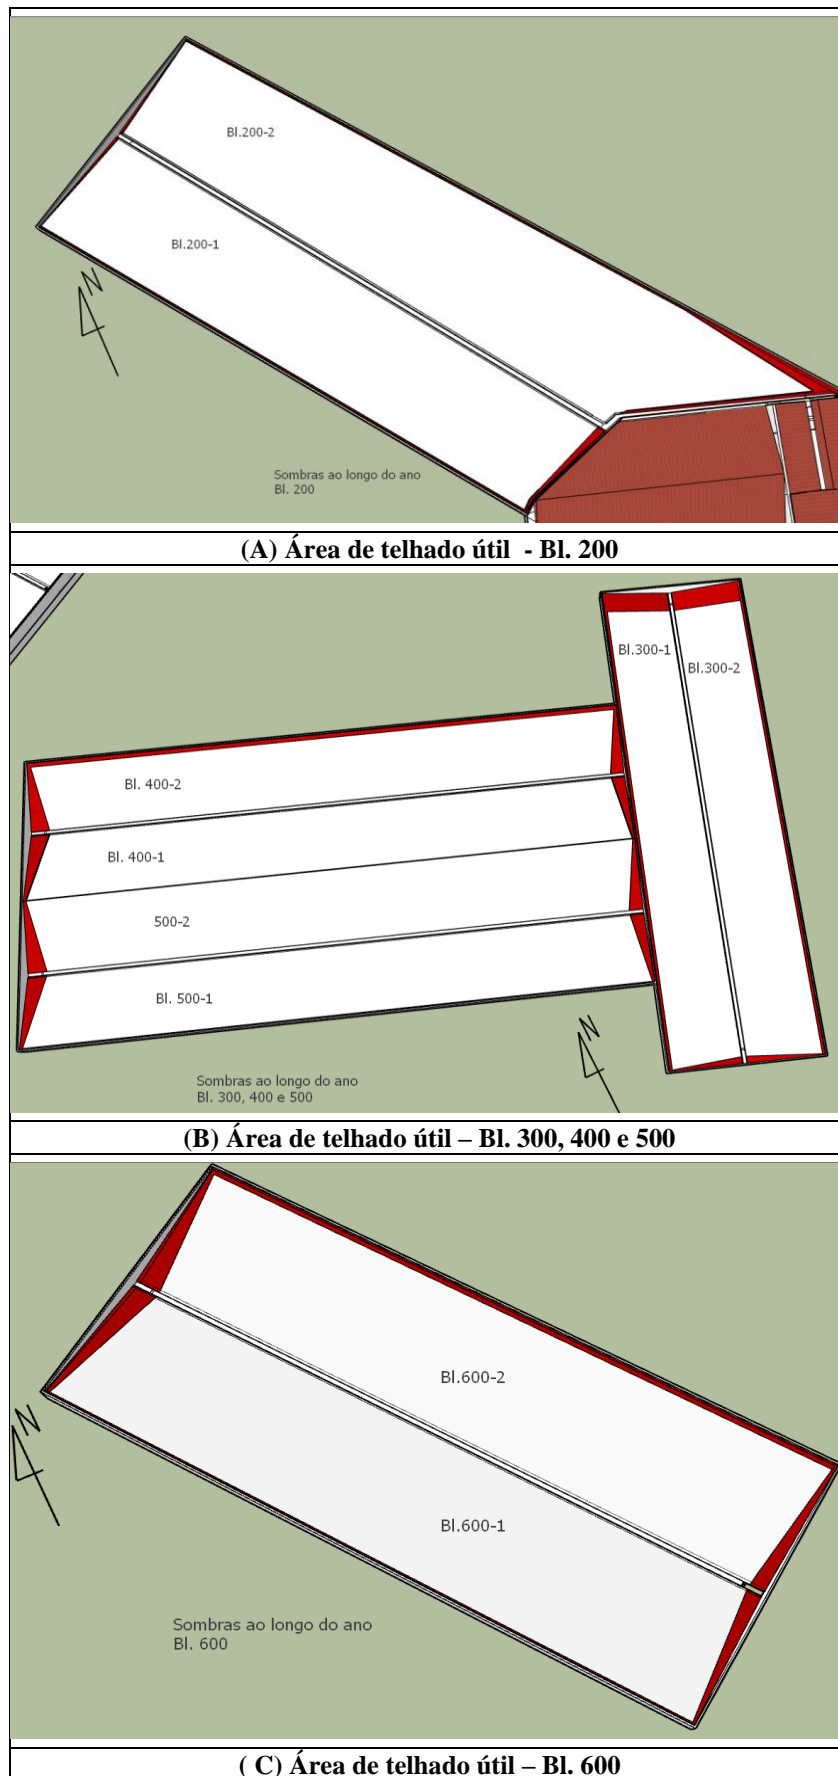 Bl.200-2
Bl.200-1
N
Sombras ao longo do ano
Bl. 200
(A) Área de telhado útil - Bl. 200
Bl.300-1
Bl.300-2
Bl. 400-2
Bl. 400-1
500-2
Bl. 500-1
N
Sombras ao longo do ano
Bl. 300, 400 e 500
(B) Área de telhado útil – Bl. 300, 400 e 500
Bl.600-2
N
Bl.600-1
Sombras ao longo do ano
Bl. 600
( C) Área de telhado útil – Bl. 600